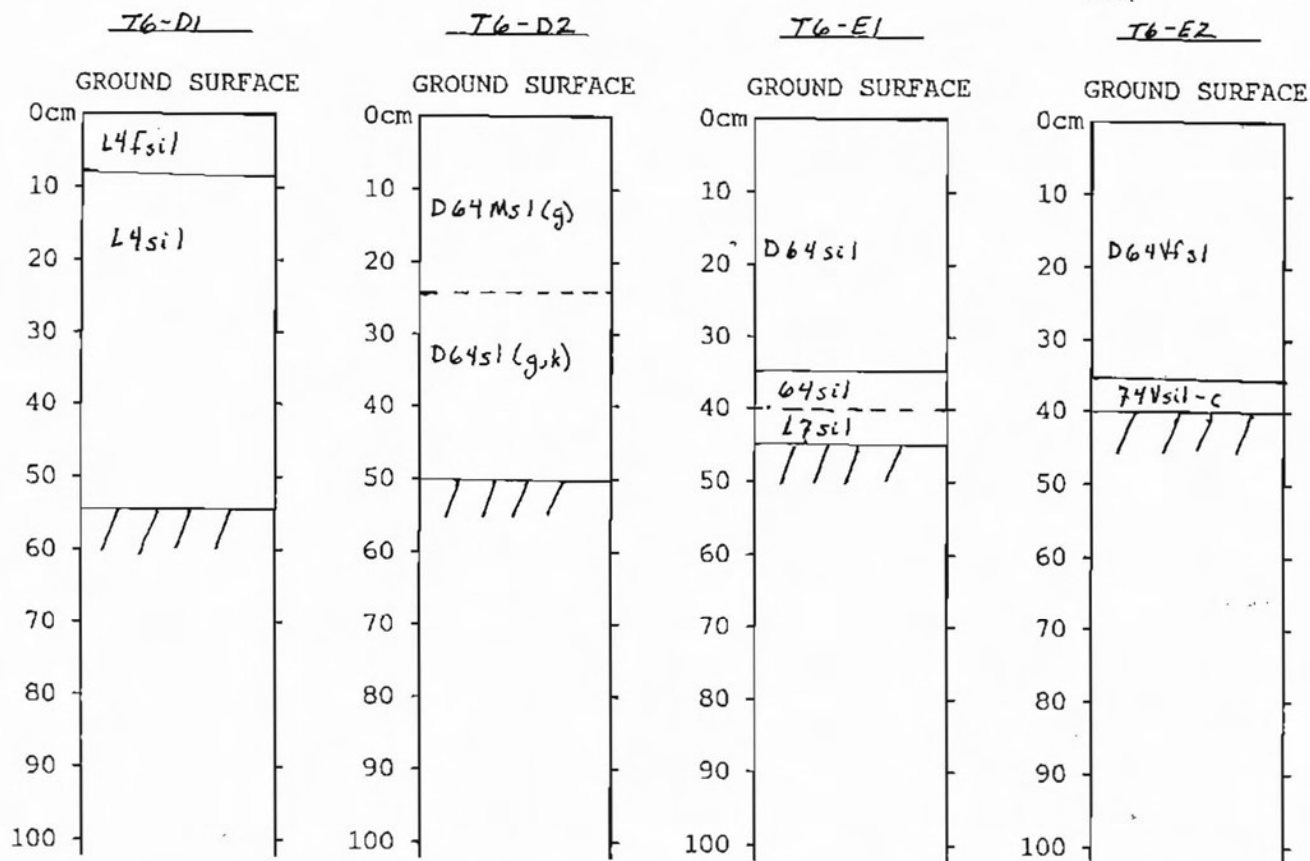 T6-D1
GROUND SURFACE
0cm
L4fsil
10
L4sil
20
30
40
50
60
70
80
90
100
T6-D2
GROUND SURFACE
0cm
10
D64Msl(g)
20
30
D64sl(g,k)
40
50
60
70
80
90
100
T6-E1
GROUND SURFACE
0cm
10
D64sil
20
30
64sil
40
L7sil
50
60
70
80
90
100
T6-E2
GROUND SURFACE
0cm
10
D64Vfsl
20
30
74Vsil-c
40
50
60
70
80
90
100